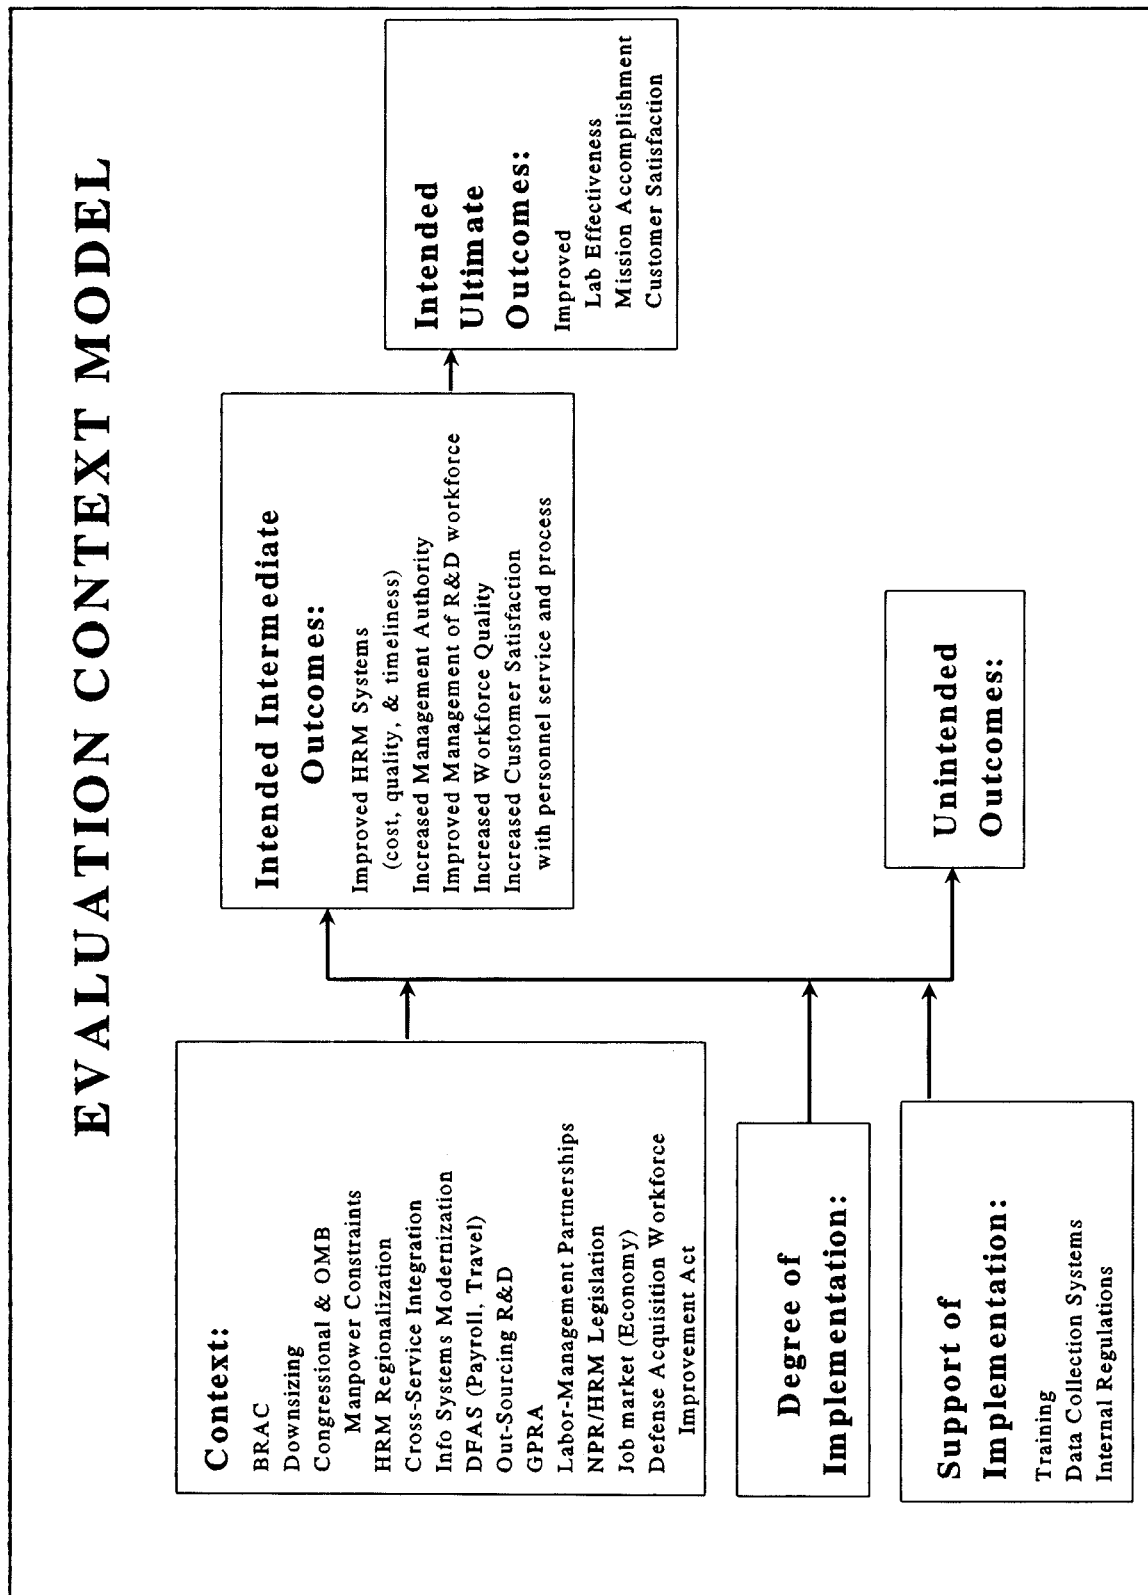 EVALUATION CONTEXT MODEL
Context:
BRAC
Downsizing
Congressional & OMB
Manpower Constraints
HRM Regionalization
Cross-Service Integration
Info Systems Modernization
DFAS (Payroll, Travel)
Out-Sourcing R&D
GPRA
Labor-Management Partnerships
NPR/HRM Legislation
Job market (Economy)
Defense Acquisition Workforce
Improvement Act
Degree of
Implementation:
Support of
Implementation:
Training
Data Collection Systems
Internal Regulations
Intended Intermediate
Outcomes:
Improved HRM Systems
(cost, quality, & timeliness)
Increased Management Authority
Improved Management of R&D workforce
Increased Workforce Quality
Increased Customer Satisfaction
with personnel service and process
Unintended
Outcomes:
Intended
Ultimate
Outcomes:
Improved
Lab Effectiveness
Mission Accomplishment
Customer Satisfaction